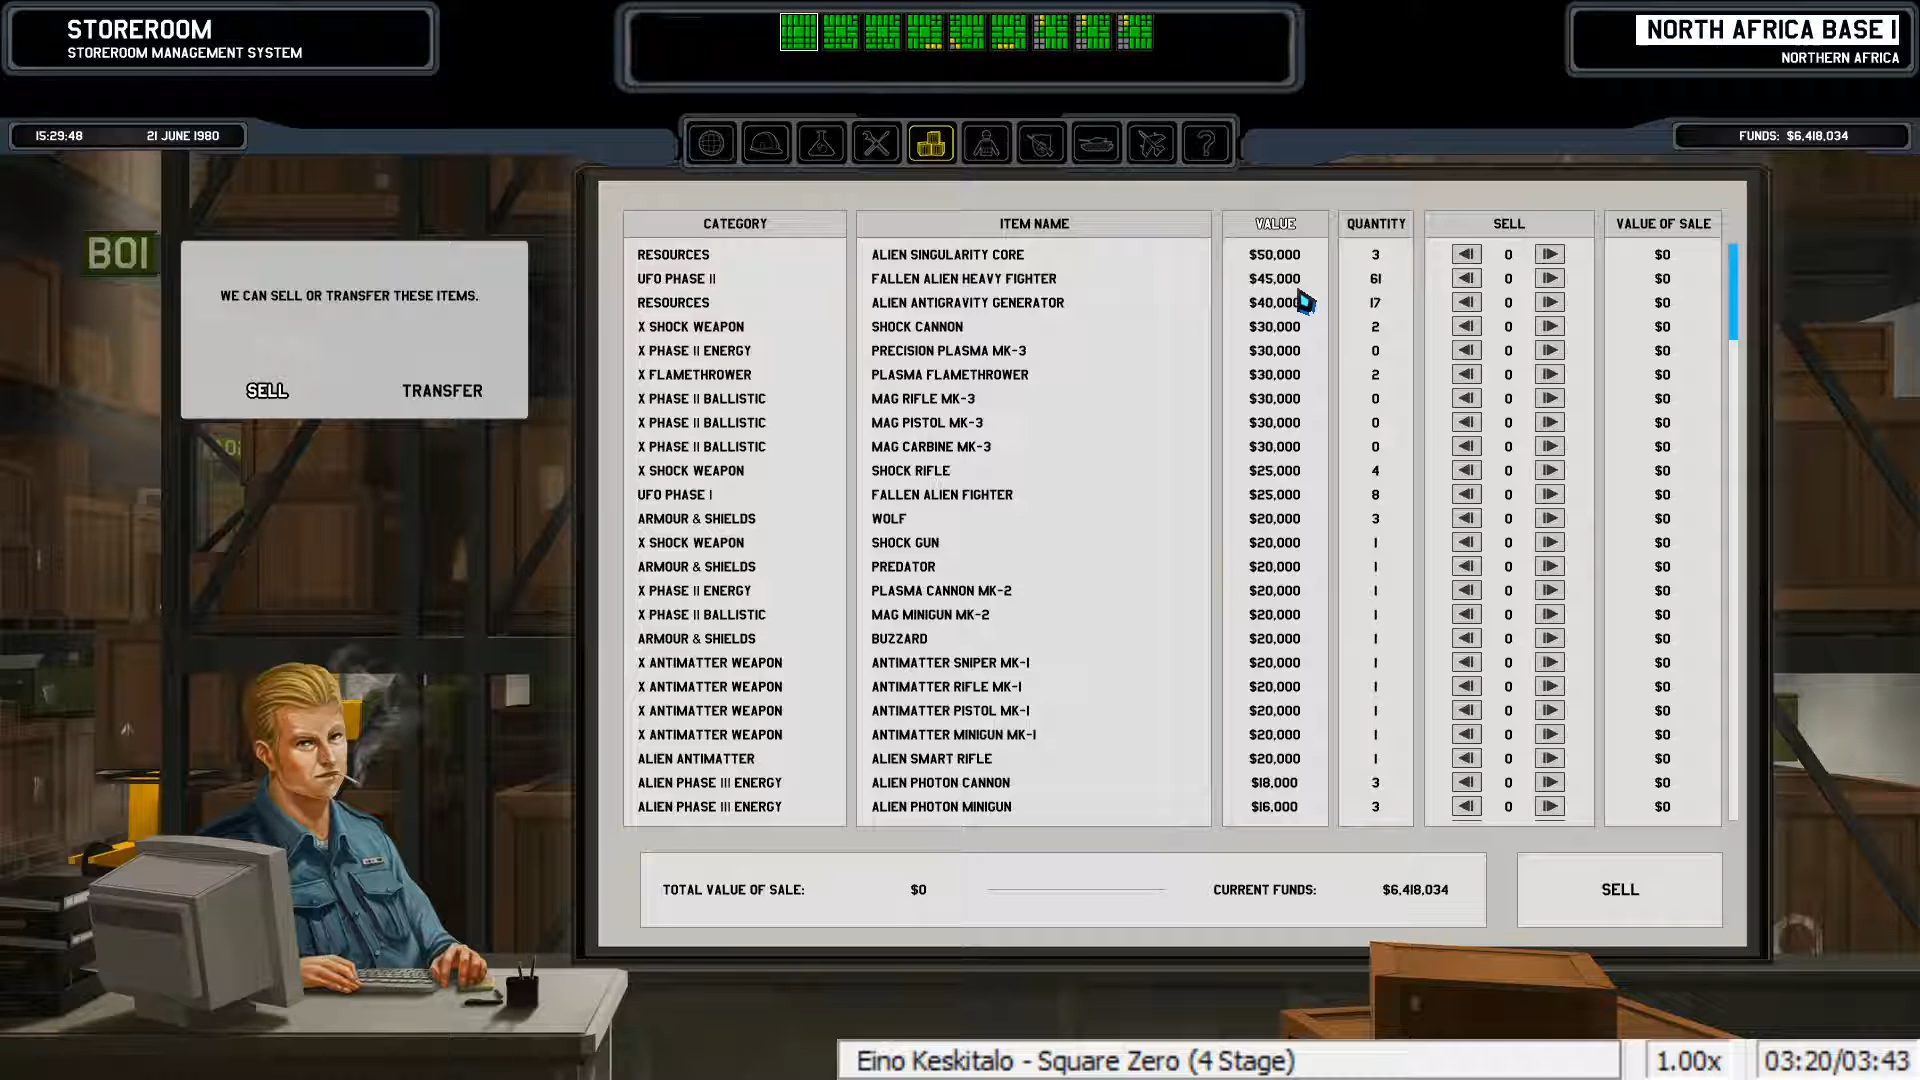 STOREROOM
STOREROOM MANAGEMENT SYSTEM
NORTH AFRICA BASE I
NORTHERN AFRICA
15:29:48 21 JUNE 1980
FUNDS: $6,418,034
B01
WE CAN SELL OR TRANSFER THESE ITEMS.
SELL TRANSFER
CATEGORY ITEM NAME VALUE QUANTITY SELL VALUE OF SALE
RESOURCES ALIEN SINGULARITY CORE $50,000 3 0 $0
UFO PHASE II FALLEN ALIEN HEAVY FIGHTER $45,000 61 0 $0
RESOURCES ALIEN ANTIGRAVITY GENERATOR $40,000 17 0 $0
X SHOCK WEAPON SHOCK CANNON $30,000 2 0 $0
X PHASE II ENERGY PRECISION PLASMA MK-3 $30,000 0 0 $0
X FLAMETHROWER PLASMA FLAMETHROWER $30,000 2 0 $0
X PHASE II BALLISTIC MAG RIFLE MK-3 $30,000 0 0 $0
X PHASE II BALLISTIC MAG PISTOL MK-3 $30,000 0 0 $0
X PHASE II BALLISTIC MAG CARBINE MK-3 $30,000 0 0 $0
X SHOCK WEAPON SHOCK RIFLE $25,000 4 0 $0
UFO PHASE I FALLEN ALIEN FIGHTER $25,000 8 0 $0
ARMOUR & SHIELDS WOLF $20,000 3 0 $0
X SHOCK WEAPON SHOCK GUN $20,000 1 0 $0
ARMOUR & SHIELDS PREDATOR $20,000 1 0 $0
X PHASE II ENERGY PLASMA CANNON MK-2 $20,000 1 0 $0
X PHASE II BALLISTIC MAG MINIGUN MK-2 $20,000 1 0 $0
ARMOUR & SHIELDS BUZZARD $20,000 1 0 $0
X ANTIMATTER WEAPON ANTIMATTER SNIPER MK-1 $20,000 1 0 $0
X ANTIMATTER WEAPON ANTIMATTER RIFLE MK-1 $20,000 1 0 $0
X ANTIMATTER WEAPON ANTIMATTER PISTOL MK-1 $20,000 1 0 $0
X ANTIMATTER WEAPON ANTIMATTER MINIGUN MK-1 $20,000 1 0 $0
ALIEN ANTIMATTER ALIEN SMART RIFLE $20,000 1 0 $0
ALIEN PHASE III ENERGY ALIEN PHOTON CANNON $18,000 3 0 $0
ALIEN PHASE III ENERGY ALIEN PHOTON MINIGUN $16,000 3 0 $0
TOTAL VALUE OF SALE: $0 CURRENT FUNDS: $6,418,034 SELL
Eino Keskitalo - Square Zero (4 Stage) 1.00x 03:20/03:43